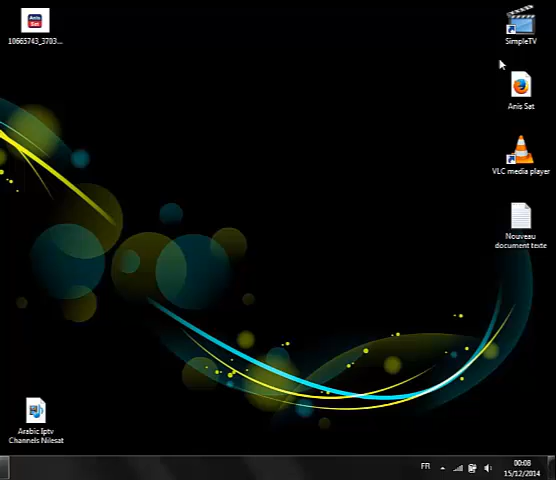 Anis
Sat
10665743_3703...
SimpleTV
Anis Sat
VLC media player
Nouveau
document texte
Arabic Iptv
Channels Nilesat
FR
00:08
15/12/2014